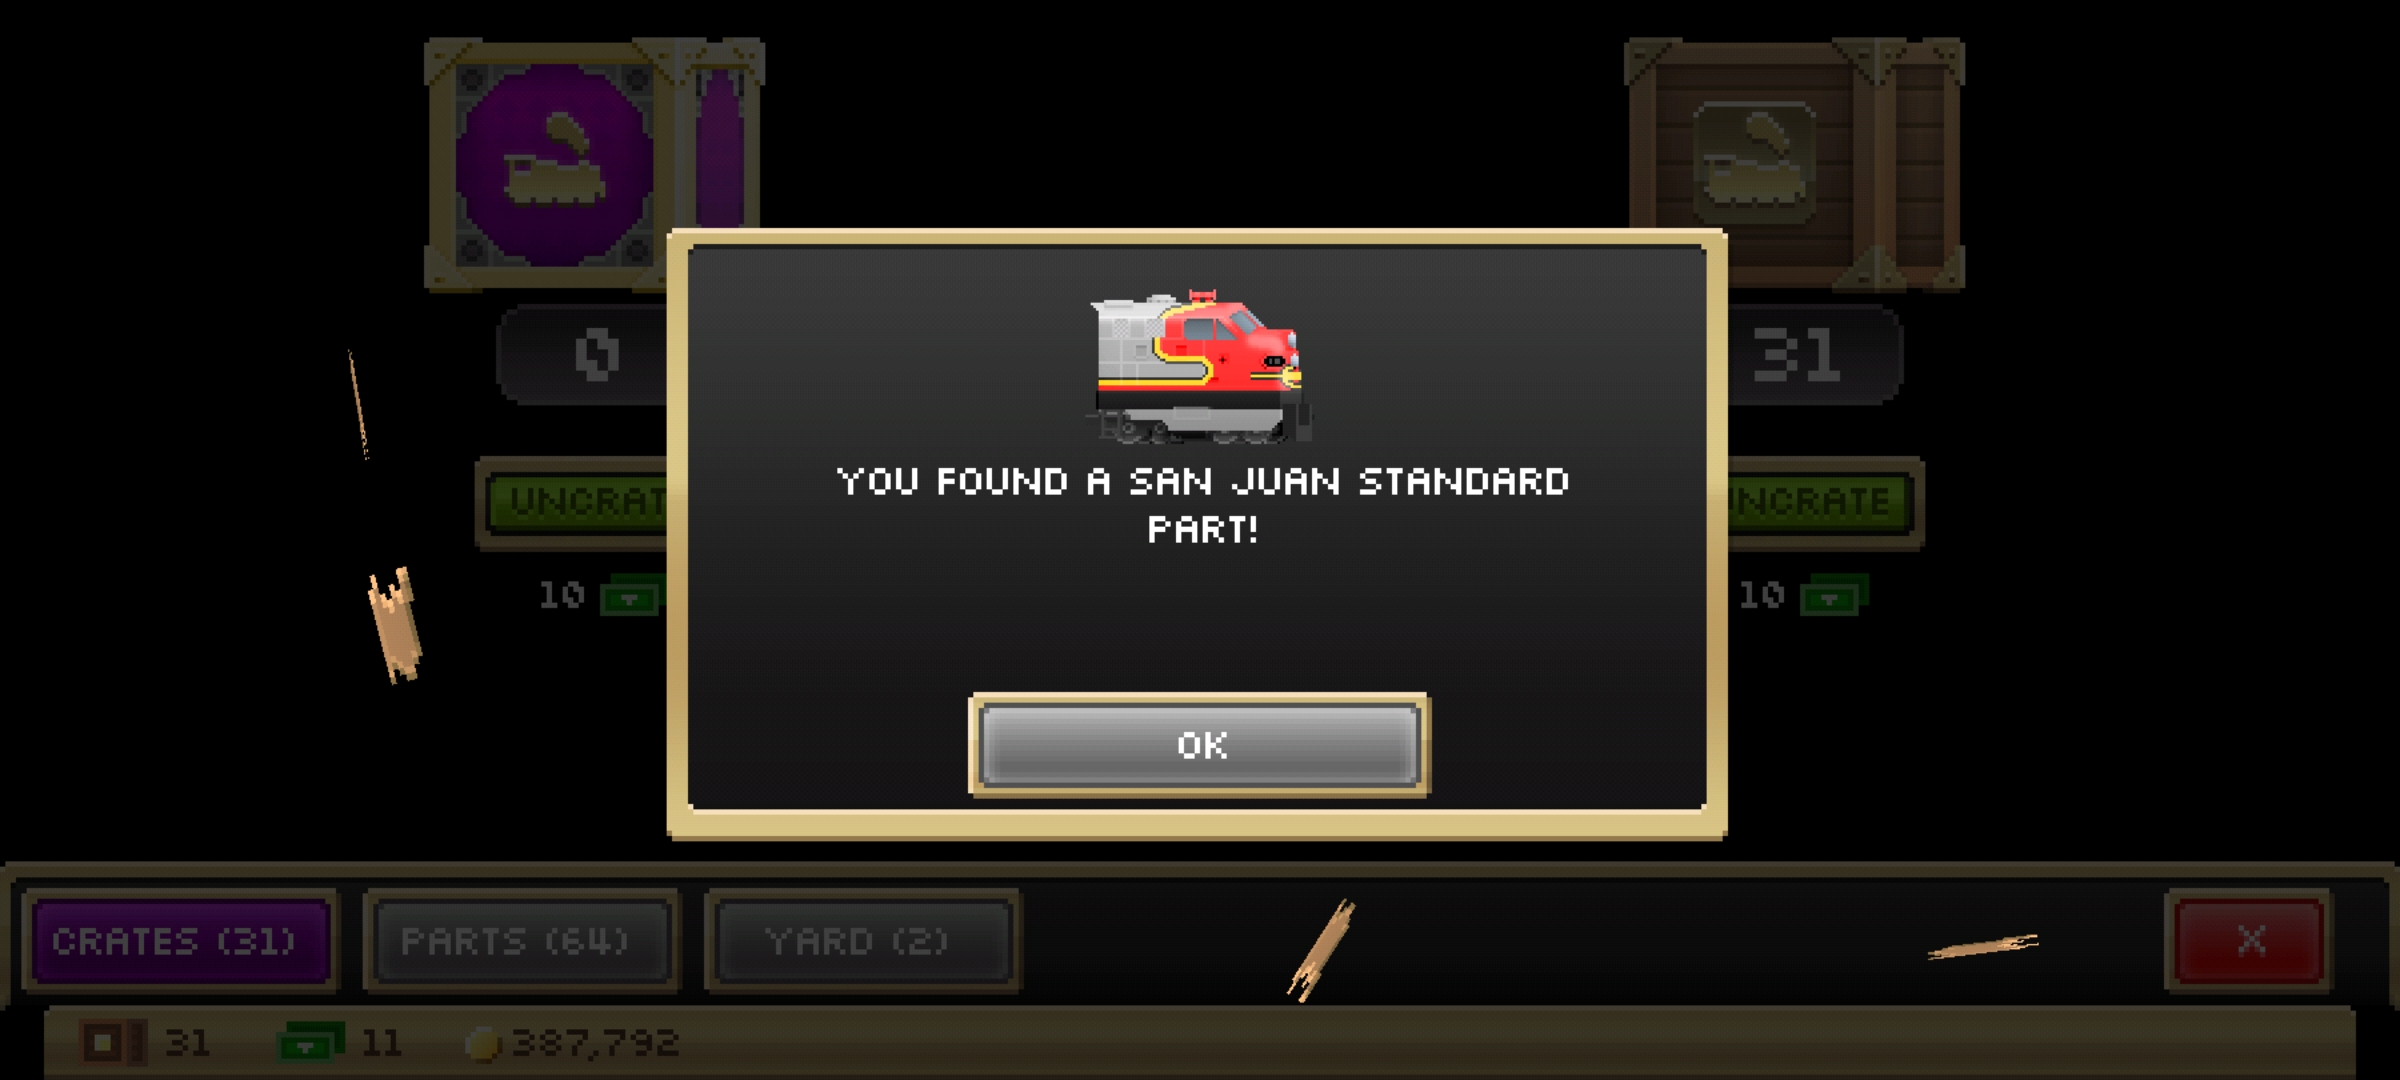 0
31
UNCRAT
NCRATE
10
10
YOU FOUND A SAN JUAN STANDARD
PART!
OK
CRATES (31)
PARTS (64)
YARD (2)
X
31
11
387,792